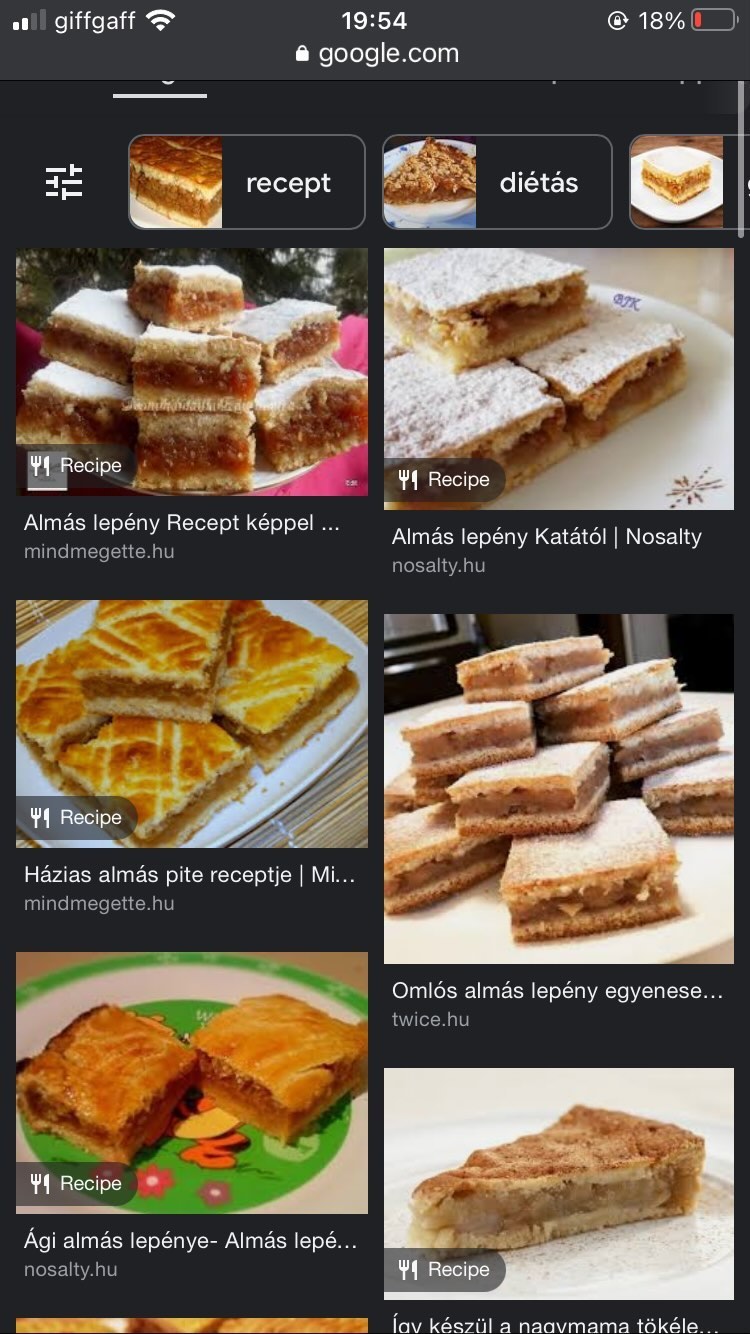 giffgaff 19:54 18%
google.com
recept diétás
Recipe
Almás lepény Recept képpel ...
mindmegette.hu
BJK
Recipe
Almás lepény Katától | Nosalty
nosalty.hu
Recipe
Házias almás pite receptje | Mi...
mindmegette.hu
Omlós almás lepény egyenese...
twice.hu
Recipe
Ági almás lepénye- Almás lepé...
nosalty.hu
Recipe
Így készül a nagymama tökéle...